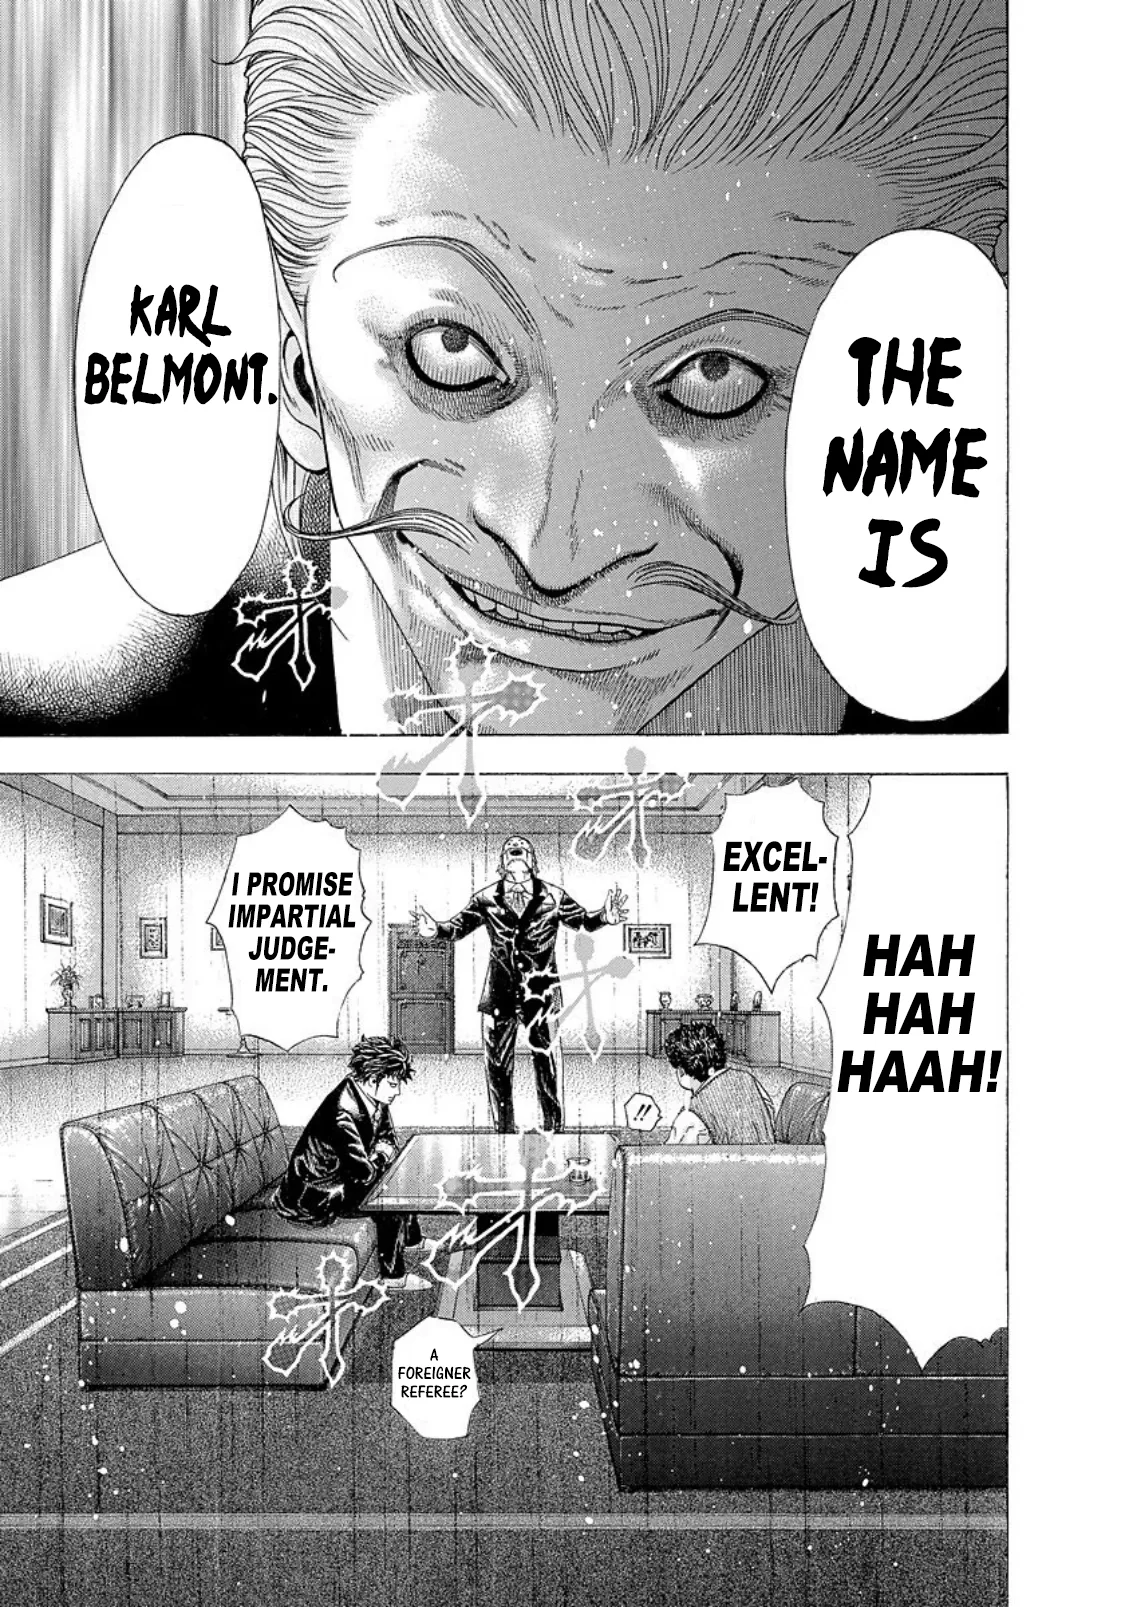 THE
NAME
IS
KARL
BELMONT.
HAH
HAH
HAAH!
EXCEL-
LENT!
I PROMISE
IMPARTIAL
JUDGE-
MENT.
!!
A
FOREIGNER
REFEREE?